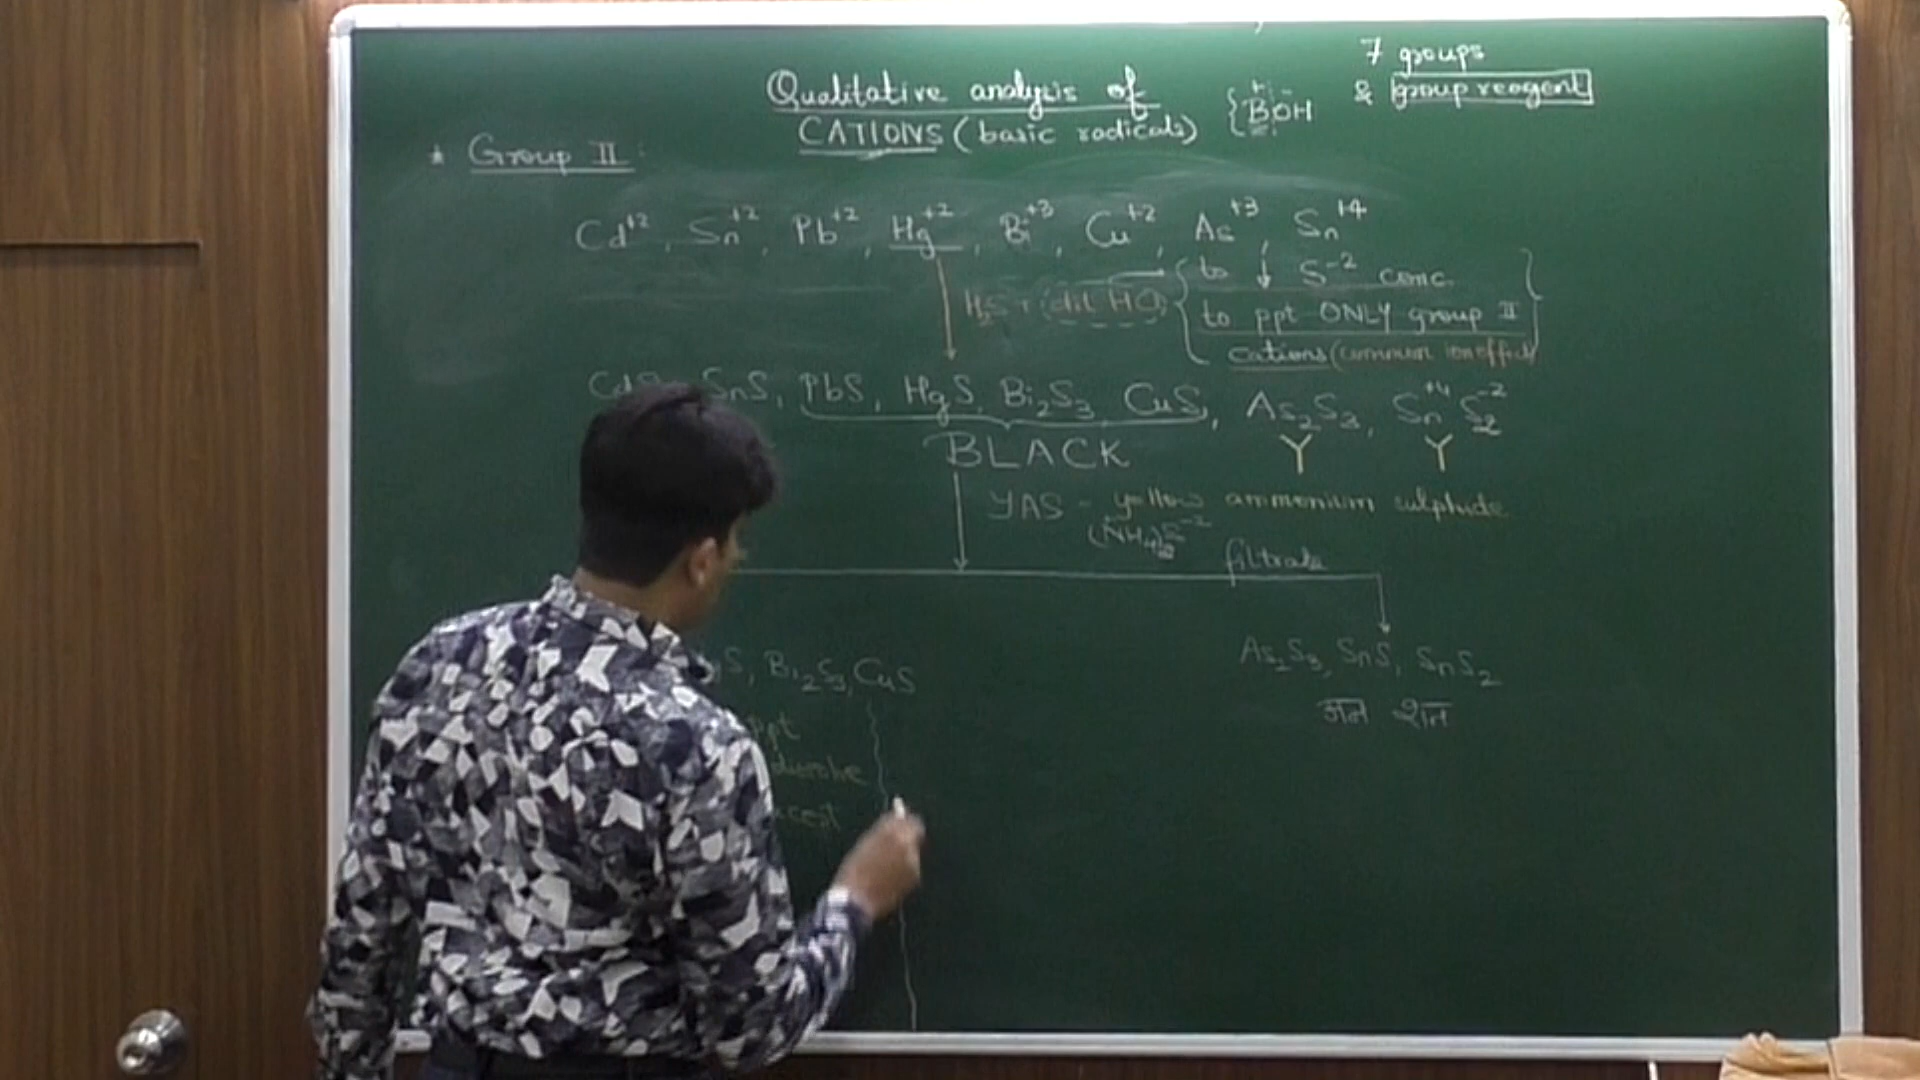 7 groups
& group reagent
Qualitative analysis of
CATIONS (basic radicals) { B⁺OH⁻
* Group II :
Cd⁺², Sn⁺², Pb⁺², Hg⁺², Bi⁺³, Cu⁺², As⁺³, Sn⁺⁴
H₂S + (dil HCl) { to ↓ S⁻² conc.
to ppt ONLY group II
cations (common ion effect) }
CdS, SnS, PbS, HgS, Bi₂S₃, CuS, As₂S₃, Sn⁺⁴S₂⁻²
BLACK Y Y
YAS - yellow ammonium sulphide
(NH₄)₂S⁻²
filtrate
S, Bi₂S₃, CuS As₂S₃, SnS, SnS₂
ppt
dissolve